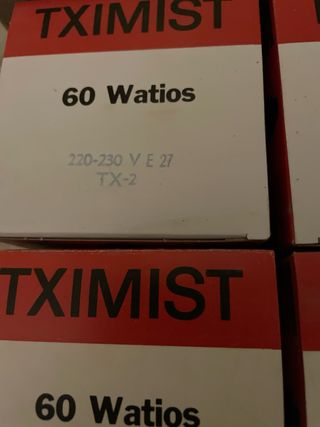 TXIMIST
60 Watios
220-230 V E 27
TX-2
TXIMIST
60 Watios